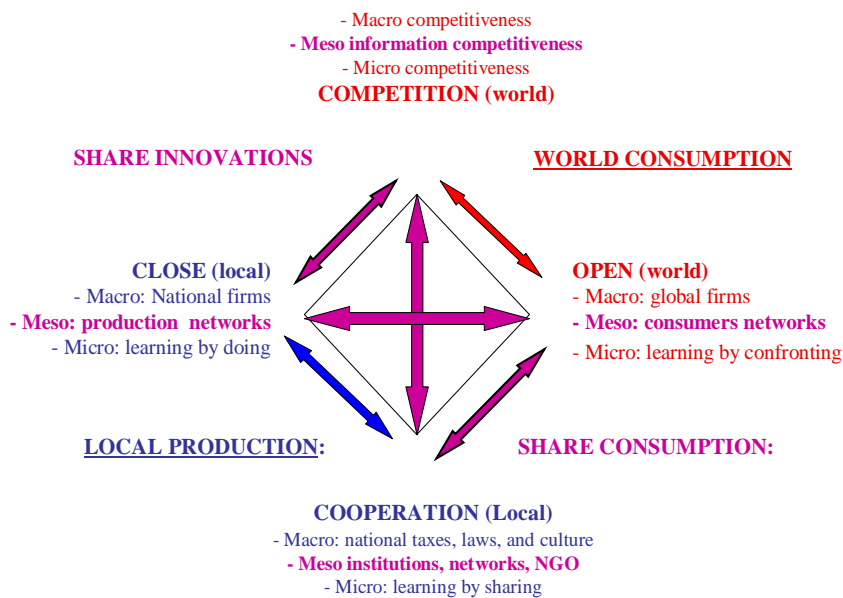 - Macro competitiveness
- Meso information competitiveness
- Micro competitiveness
COMPETITION (world)
SHARE INNOVATIONS
WORLD CONSUMPTION
CLOSE (local)
- Macro: National firms
- Meso: production networks
- Micro: learning by doing
OPEN (world)
- Macro: global firms
- Meso: consumers networks
- Micro: learning by confronting
LOCAL PRODUCTION:
SHARE CONSUMPTION:
COOPERATION (Local)
- Macro: national taxes, laws, and culture
- Meso institutions, networks, NGO
- Micro: learning by sharing